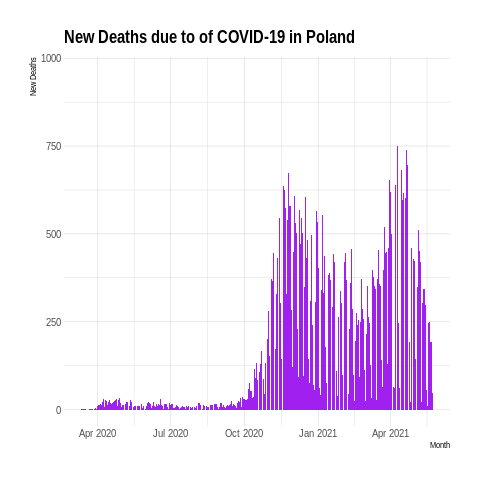 New Deaths due to of COVID-19 in Poland
New Deaths
1000
750
500
250
0
Apr 2020
Jul 2020
Oct 2020
Jan 2021
Apr 2021
Month